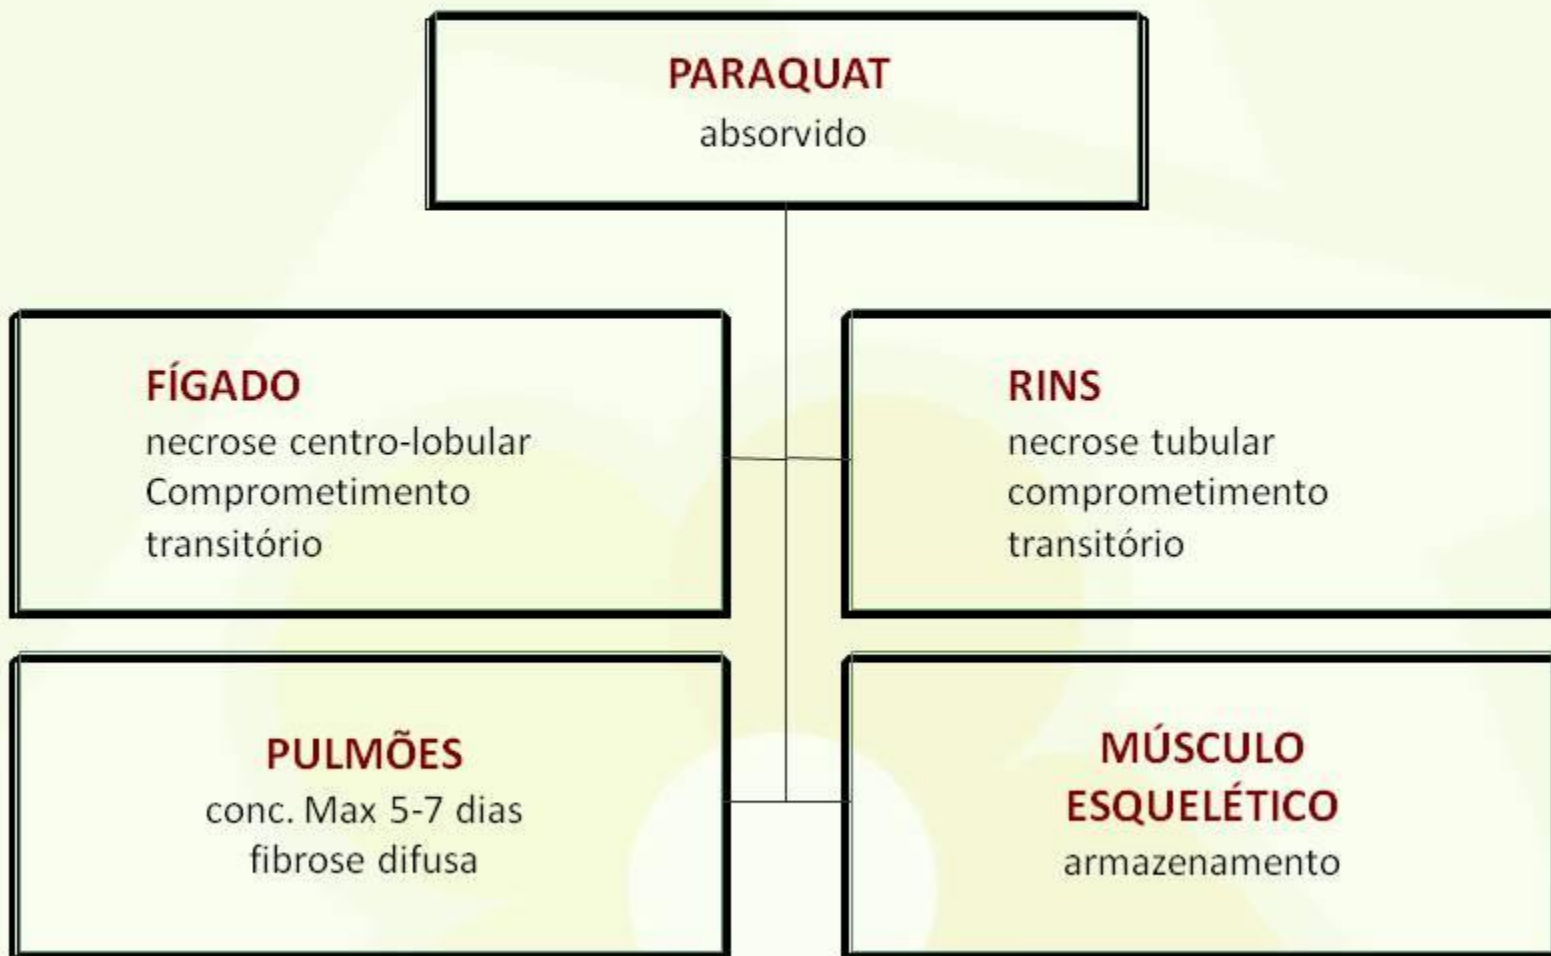 PARAQUAT
absorvido
FÍGADO
necrose centro-lobular
Comprometimento
transitório
RINS
necrose tubular
comprometimento
transitório
PULMÕES
conc. Max 5-7 dias
fibrose difusa
MÚSCULO
ESQUELÉTICO
armazenamento